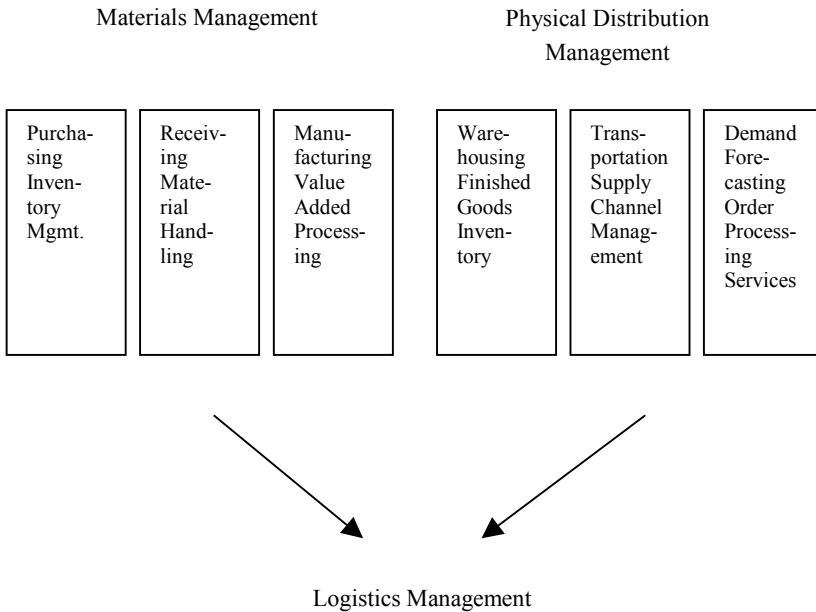 Materials Management
Physical Distribution
Management
Purcha-
sing
Inven-
tory
Mgmt.
Receiv-
ing
Mate-
rial
Hand-
ling
Manu-
facturing
Value
Added
Process-
ing
Ware-
housing
Finished
Goods
Inven-
tory
Trans-
portation
Supply
Channel
Manag-
ement
Demand
Fore-
casting
Order
Process-
ing
Services
Logistics Management